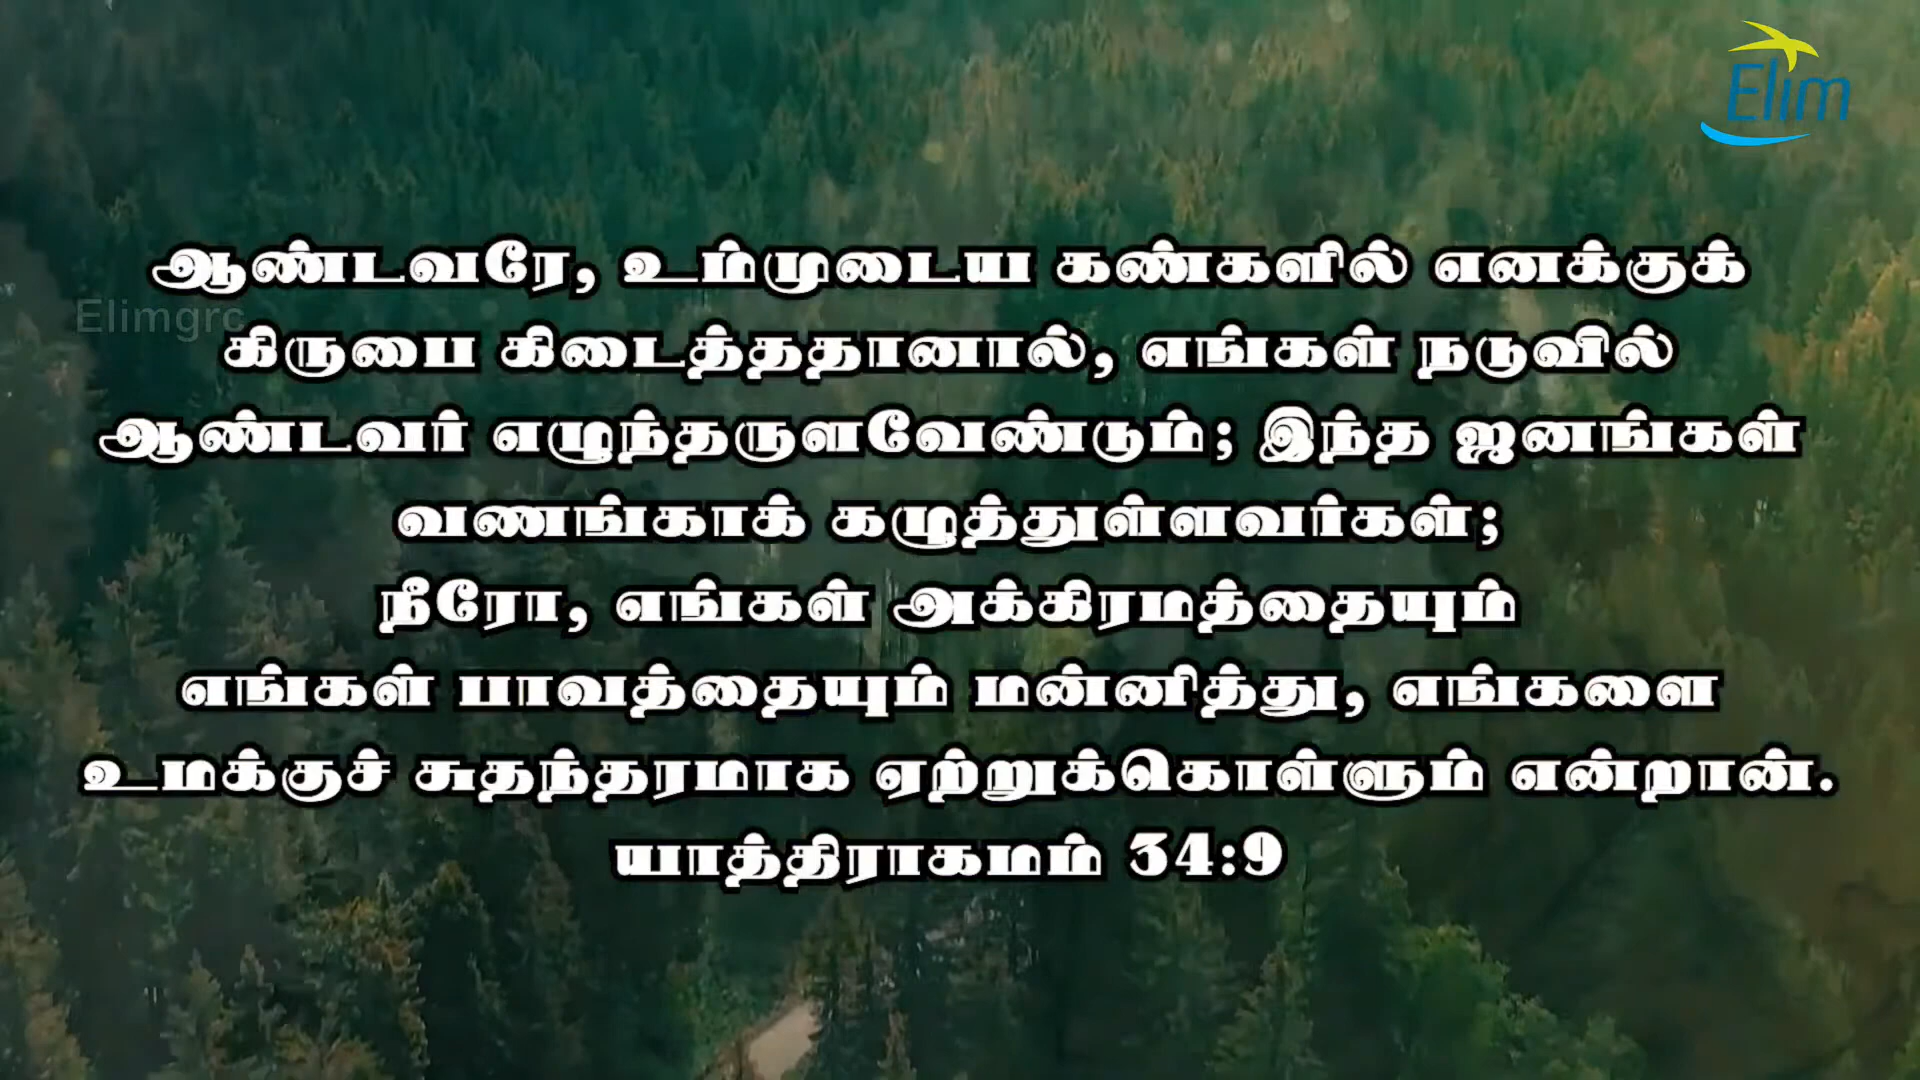 Elim
ஆண்டவரே, உம்முடைய கண்களில் எனக்குக்
Elimgrc
கிருபை கிடைத்ததானால், எங்கள் நடுவில்
ஆண்டவர் எழுந்தருளவேண்டும்; இந்த ஜனங்கள்
வணங்காக் கழுத்துள்ளவர்கள்;
நீரோ, எங்கள் அக்கிரமத்தையும்
எங்கள் பாவத்தையும் மன்னித்து, எங்களை
உமக்குச் சுதந்தரமாக ஏற்றுக்கொள்ளும் என்றான்.
யாத்திராகமம் 34:9